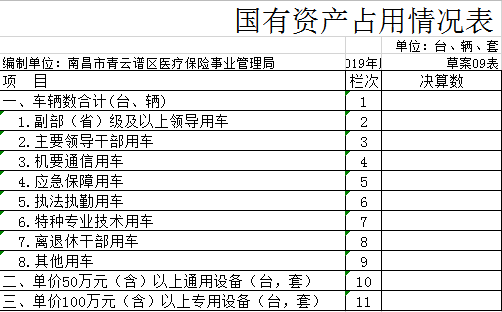 国有资产占用情况表
单位：台、辆、套
编制单位：南昌市青云谱区医疗保险事业管理局 019年 草案09表
项 目 栏次 决算数
一、车辆数合计(台、辆) 1
1.副部（省）级及以上领导用车 2
2.主要领导干部用车 3
3.机要通信用车 4
4.应急保障用车 5
5.执法执勤用车 6
6.特种专业技术用车 7
7.离退休干部用车 8
8.其他用车 9
二、单价50万元（含）以上通用设备（台，套） 10
三、单价100万元（含）以上专用设备（台，套） 11